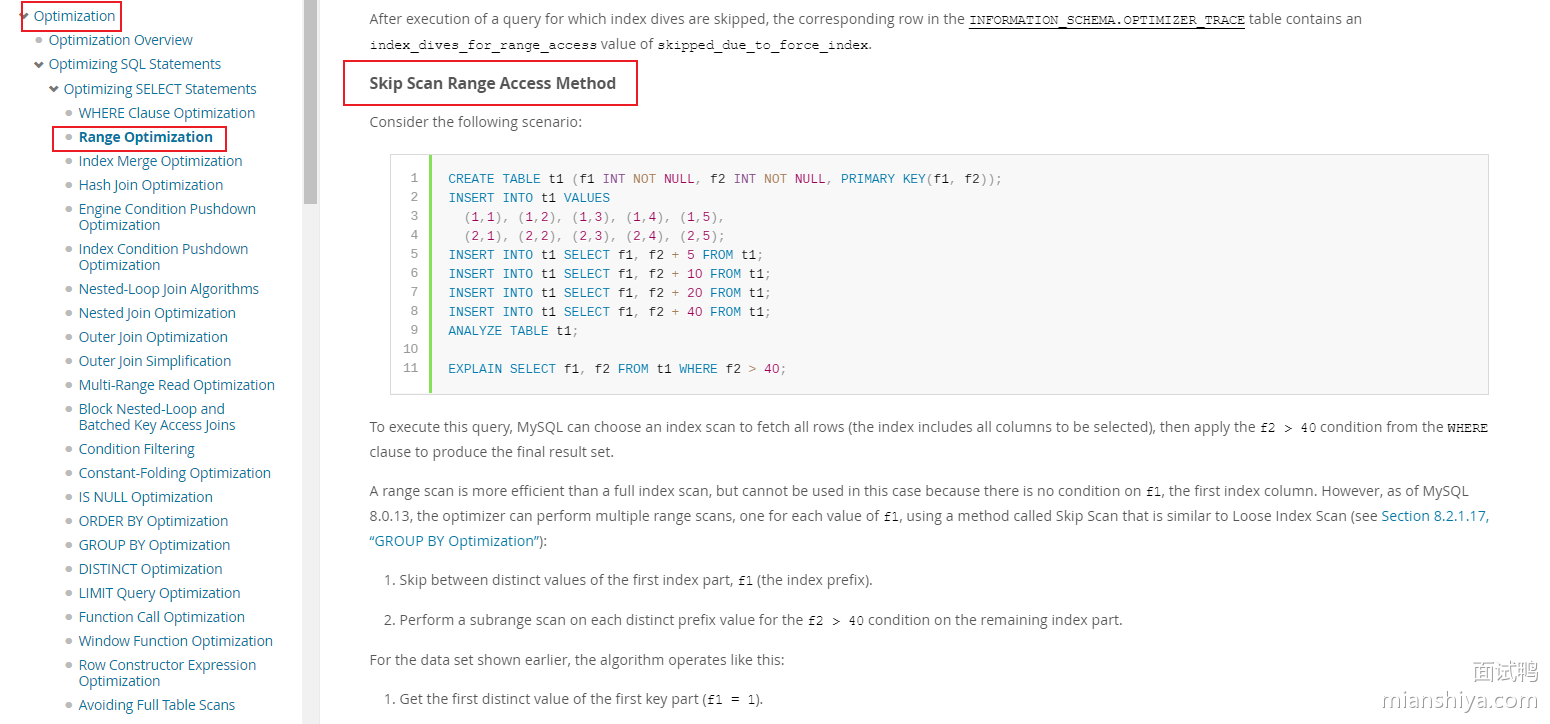 Optimization
Optimization Overview
Optimizing SQL Statements
Optimizing SELECT Statements
WHERE Clause Optimization
Range Optimization
Index Merge Optimization
Hash Join Optimization
Engine Condition Pushdown
Optimization
Index Condition Pushdown
Optimization
Nested-Loop Join Algorithms
Nested Join Optimization
Outer Join Optimization
Outer Join Simplification
Multi-Range Read Optimization
Block Nested-Loop and
Batched Key Access Joins
Condition Filtering
Constant-Folding Optimization
IS NULL Optimization
ORDER BY Optimization
GROUP BY Optimization
DISTINCT Optimization
LIMIT Query Optimization
Function Call Optimization
Window Function Optimization
Row Constructor Expression
Optimization
Avoiding Full Table Scans
After execution of a query for which index dives are skipped, the corresponding row in the INFORMATION_SCHEMA.OPTIMIZER_TRACE table contains an
index_dives_for_range_access value of skipped_due_to_force_index.
Skip Scan Range Access Method
Consider the following scenario:
1 CREATE TABLE t1 (f1 INT NOT NULL, f2 INT NOT NULL, PRIMARY KEY(f1, f2));
2 INSERT INTO t1 VALUES
3 (1,1), (1,2), (1,3), (1,4), (1,5),
4 (2,1), (2,2), (2,3), (2,4), (2,5);
5 INSERT INTO t1 SELECT f1, f2 + 5 FROM t1;
6 INSERT INTO t1 SELECT f1, f2 + 10 FROM t1;
7 INSERT INTO t1 SELECT f1, f2 + 20 FROM t1;
8 INSERT INTO t1 SELECT f1, f2 + 40 FROM t1;
9 ANALYZE TABLE t1;
10
11 EXPLAIN SELECT f1, f2 FROM t1 WHERE f2 > 40;
To execute this query, MySQL can choose an index scan to fetch all rows (the index includes all columns to be selected), then apply the f2 > 40 condition from the WHERE
clause to produce the final result set.
A range scan is more efficient than a full index scan, but cannot be used in this case because there is no condition on f1, the first index column. However, as of MySQL
8.0.13, the optimizer can perform multiple range scans, one for each value of f1, using a method called Skip Scan that is similar to Loose Index Scan (see Section 8.2.1.17,
“GROUP BY Optimization”):
1. Skip between distinct values of the first index part, f1 (the index prefix).
2. Perform a subrange scan on each distinct prefix value for the f2 > 40 condition on the remaining index part.
For the data set shown earlier, the algorithm operates like this:
1. Get the first distinct value of the first key part (f1 = 1).
面试鸭
mianshiya.com